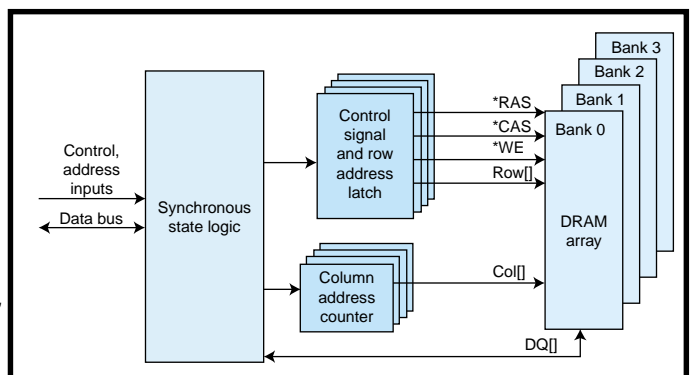 Bank 3
Bank 2
Bank 1
Bank 0
*RAS
*CAS
*WE
Row[]
Control
signal
and row
address
latch
Control,
address
inputs
Data bus
Synchronous
state logic
DRAM
array
Column
address
counter
Col[]
DQ[]